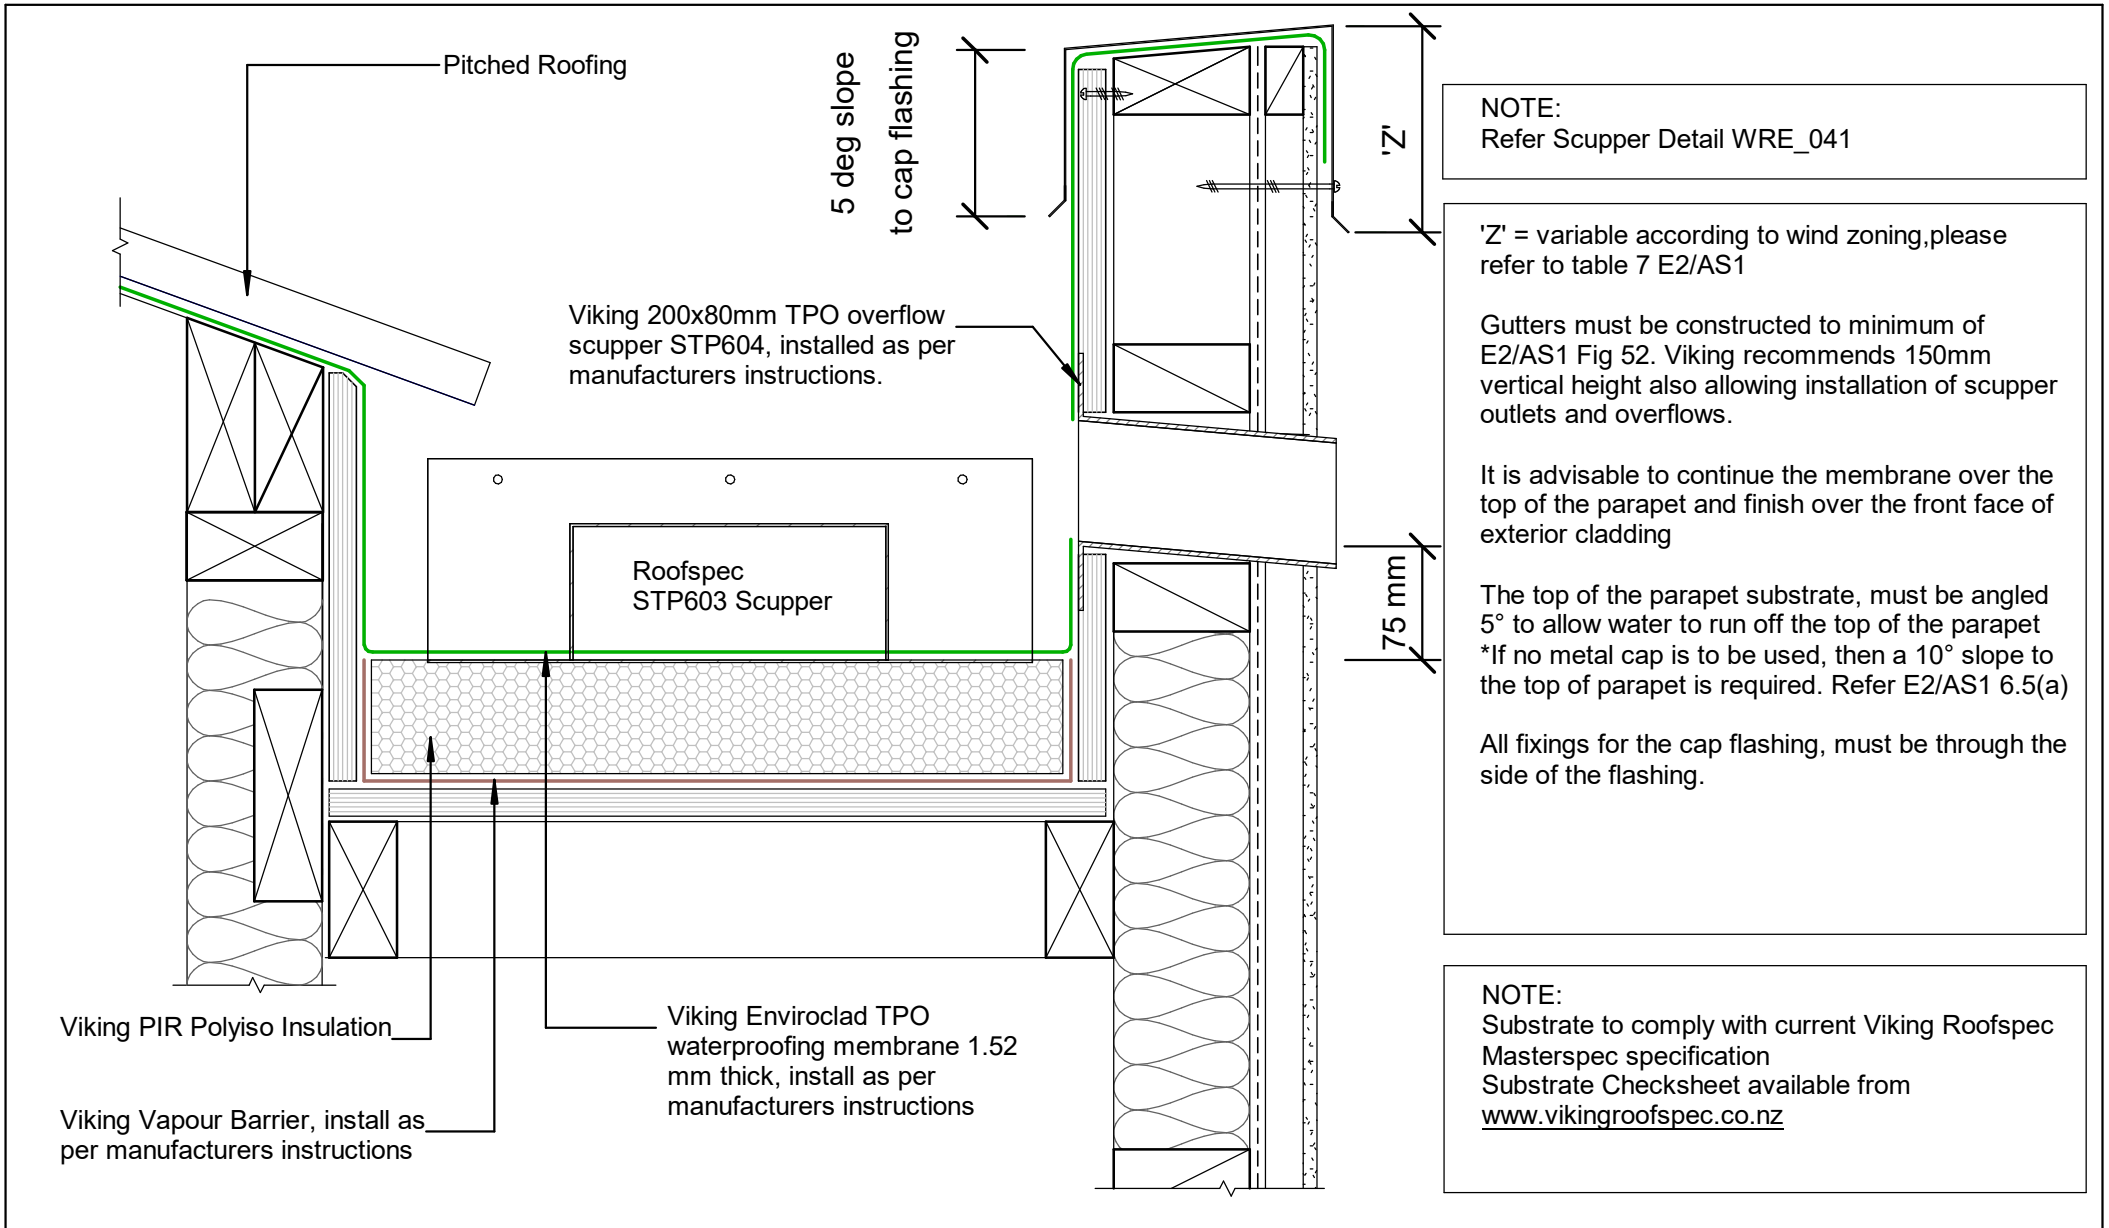 Pitched Roofing
5 deg slope
to cap flashing
'Z'
NOTE:
Refer Scupper Detail WRE_041
'Z' = variable according to wind zoning,please
refer to table 7 E2/AS1
Gutters must be constructed to minimum of
E2/AS1 Fig 52. Viking recommends 150mm
vertical height also allowing installation of scupper
outlets and overflows.
It is advisable to continue the membrane over the
top of the parapet and finish over the front face of
exterior cladding
The top of the parapet substrate, must be angled
5° to allow water to run off the top of the parapet
*If no metal cap is to be used, then a 10° slope to
the top of parapet is required. Refer E2/AS1 6.5(a)
All fixings for the cap flashing, must be through the
side of the flashing.
Viking 200x80mm TPO overflow
scupper STP604, installed as per
manufacturers instructions.
Roofspec
STP603 Scupper
75 mm
Viking PIR Polyiso Insulation
Viking Vapour Barrier, install as
per manufacturers instructions
Viking Enviroclad TPO
waterproofing membrane 1.52
mm thick, install as per
manufacturers instructions
NOTE:
Substrate to comply with current Viking Roofspec
Masterspec specification
Substrate Checksheet available from
www.vikingroofspec.co.nz